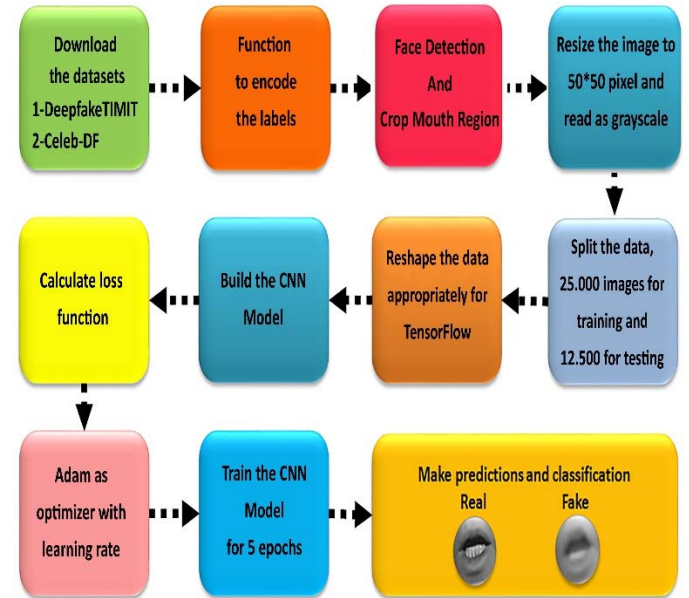 Download
the datasets
1-DeepfakeTIMIT
2-Celeb-DF
Function
to encode
the labels
Face Detection
And
Crop Mouth Region
Resize the image to
50*50 pixel and
read as grayscale
Split the data,
25.000 images for
training and
12.500 for testing
Reshape the data
appropriately for
TensorFlow
Build the CNN
Model
Calculate loss
function
Adam as
optimizer with
learning rate
Train the CNN
Model
for 5 epochs
Make predictions and classification
Real Fake